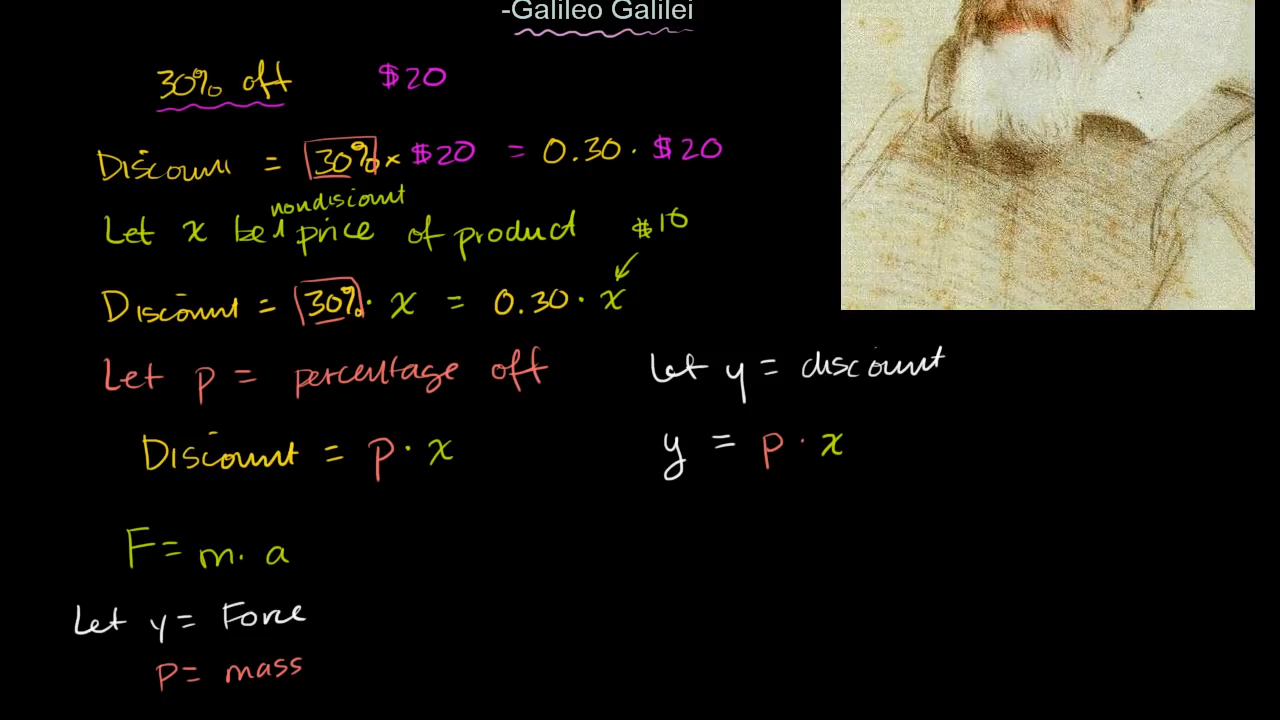 -Galileo Galilei
30% off $20
Discount = 30% × $20 = 0.30 · $20
nondiscount
Let x be price of product $10
Discount = 30% · x = 0.30 · x
Let p = percentage off Let y = discount
Discount = p · x y = p · x
F = m · a
Let y = Force
p = mass